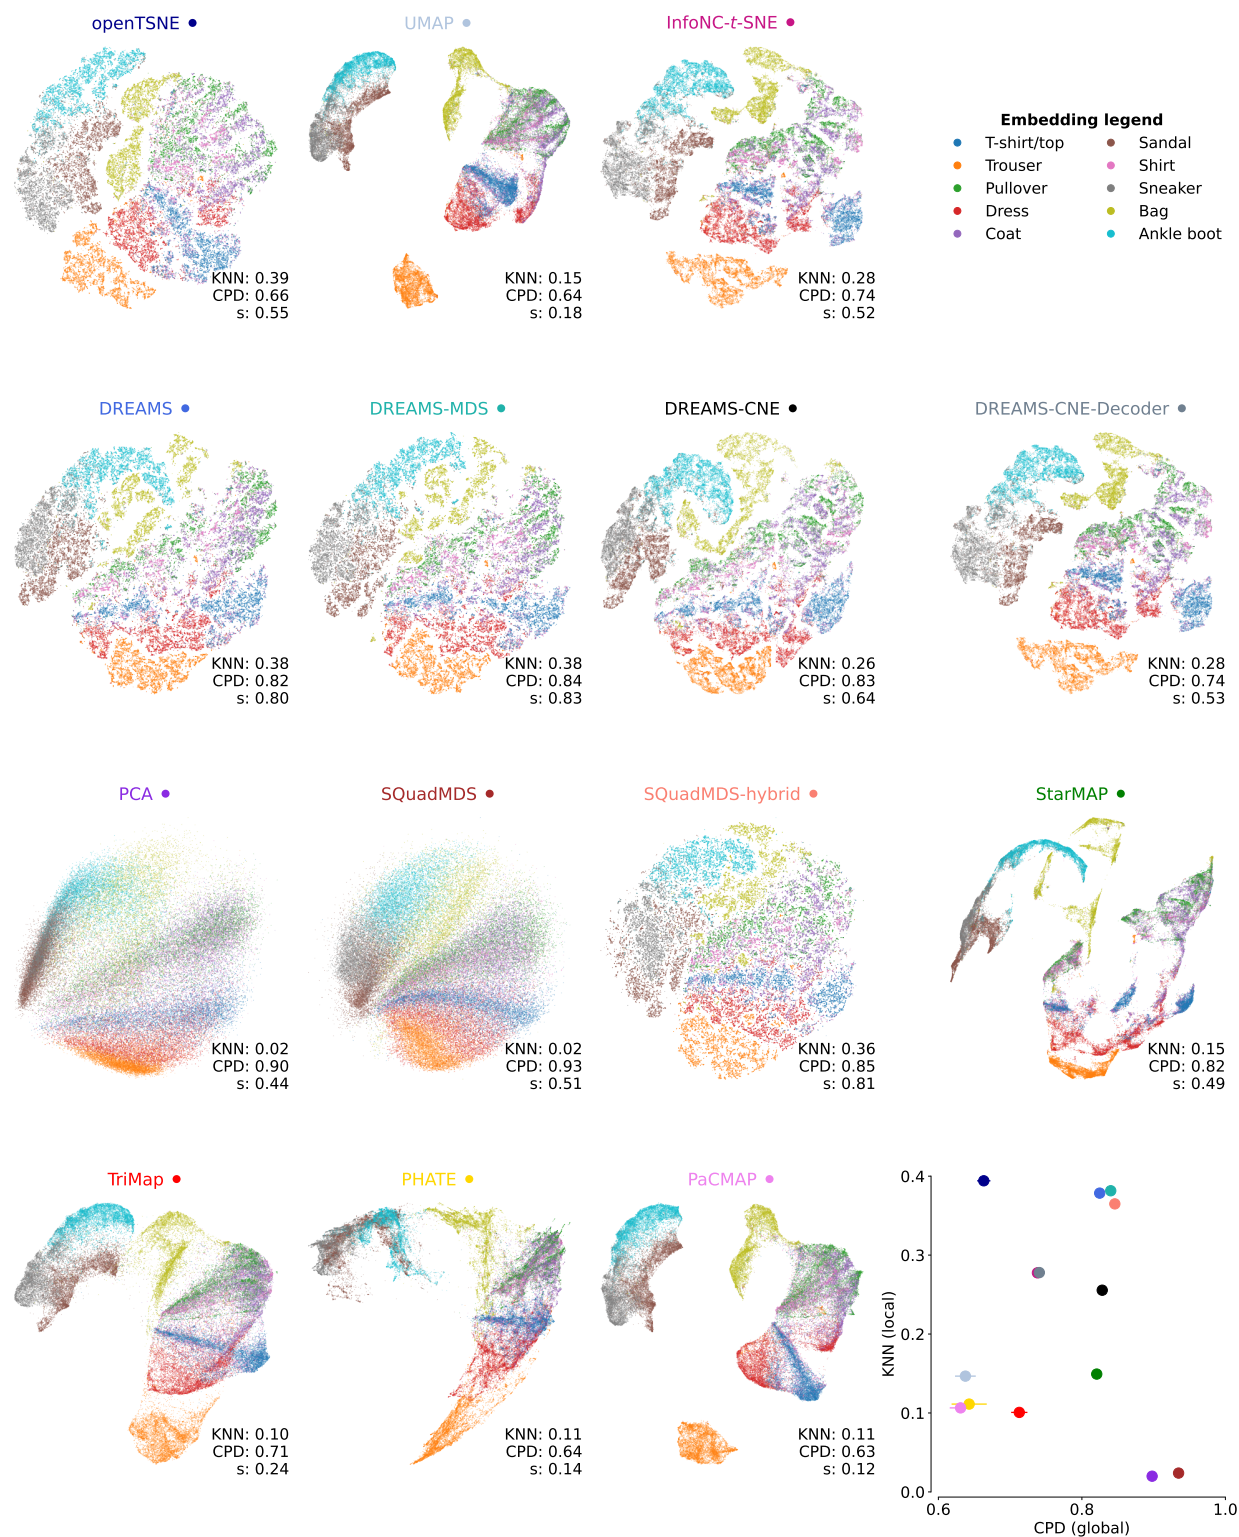 openTSNE
UMAP
InfoNC-t-SNE
KNN: 0.39
CPD: 0.66
s: 0.55
KNN: 0.15
CPD: 0.64
s: 0.18
KNN: 0.28
CPD: 0.74
s: 0.52
Embedding legend
T-shirt/top
Trouser
Pullover
Dress
Coat
Sandal
Shirt
Sneaker
Bag
Ankle boot
DREAMS
DREAMS-MDS
DREAMS-CNE
DREAMS-CNE-Decoder
KNN: 0.38
CPD: 0.82
s: 0.80
KNN: 0.38
CPD: 0.84
s: 0.83
KNN: 0.26
CPD: 0.83
s: 0.64
KNN: 0.28
CPD: 0.74
s: 0.53
PCA
SQuadMDS
SQuadMDS-hybrid
StarMAP
KNN: 0.02
CPD: 0.90
s: 0.44
KNN: 0.02
CPD: 0.93
s: 0.51
KNN: 0.36
CPD: 0.85
s: 0.81
KNN: 0.15
CPD: 0.82
s: 0.49
TriMap
PHATE
PaCMAP
KNN: 0.10
CPD: 0.71
s: 0.24
KNN: 0.11
CPD: 0.64
s: 0.14
KNN: 0.11
CPD: 0.63
s: 0.12
KNN (local)
0.4
0.3
0.2
0.1
0.0
0.6
0.8
1.0
CPD (global)